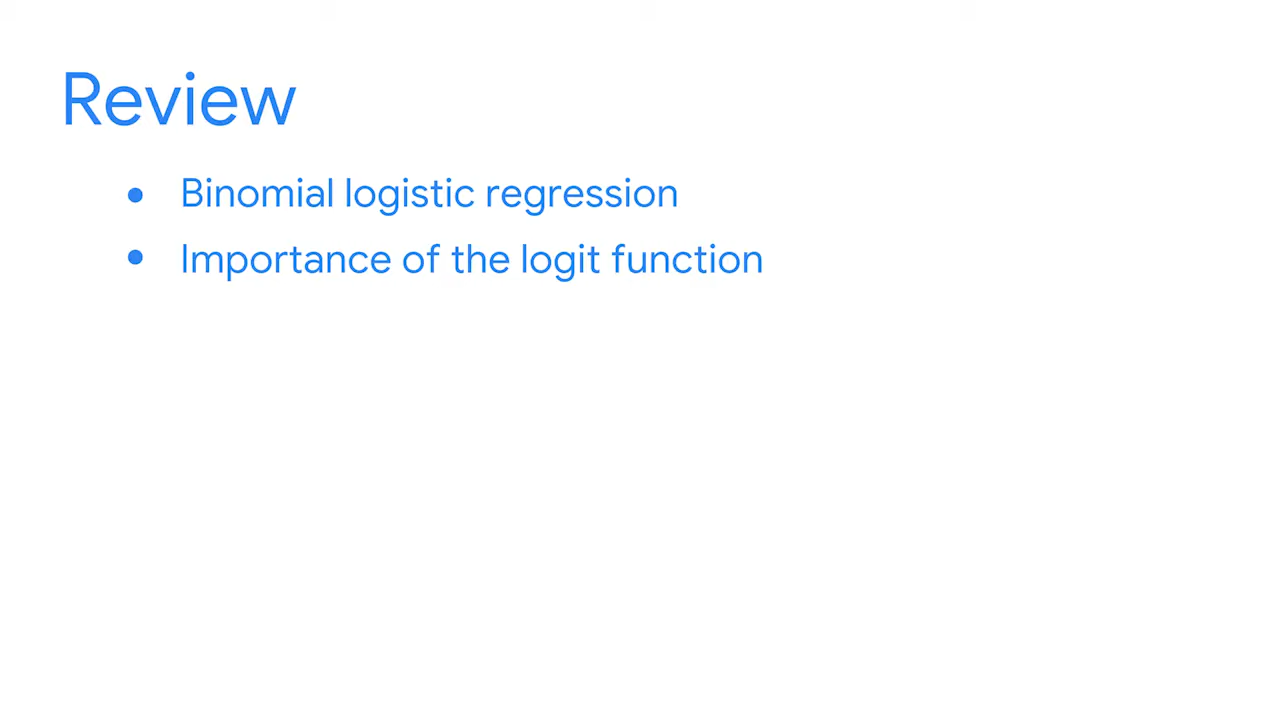 Review
• Binomial logistic regression
• Importance of the logit function